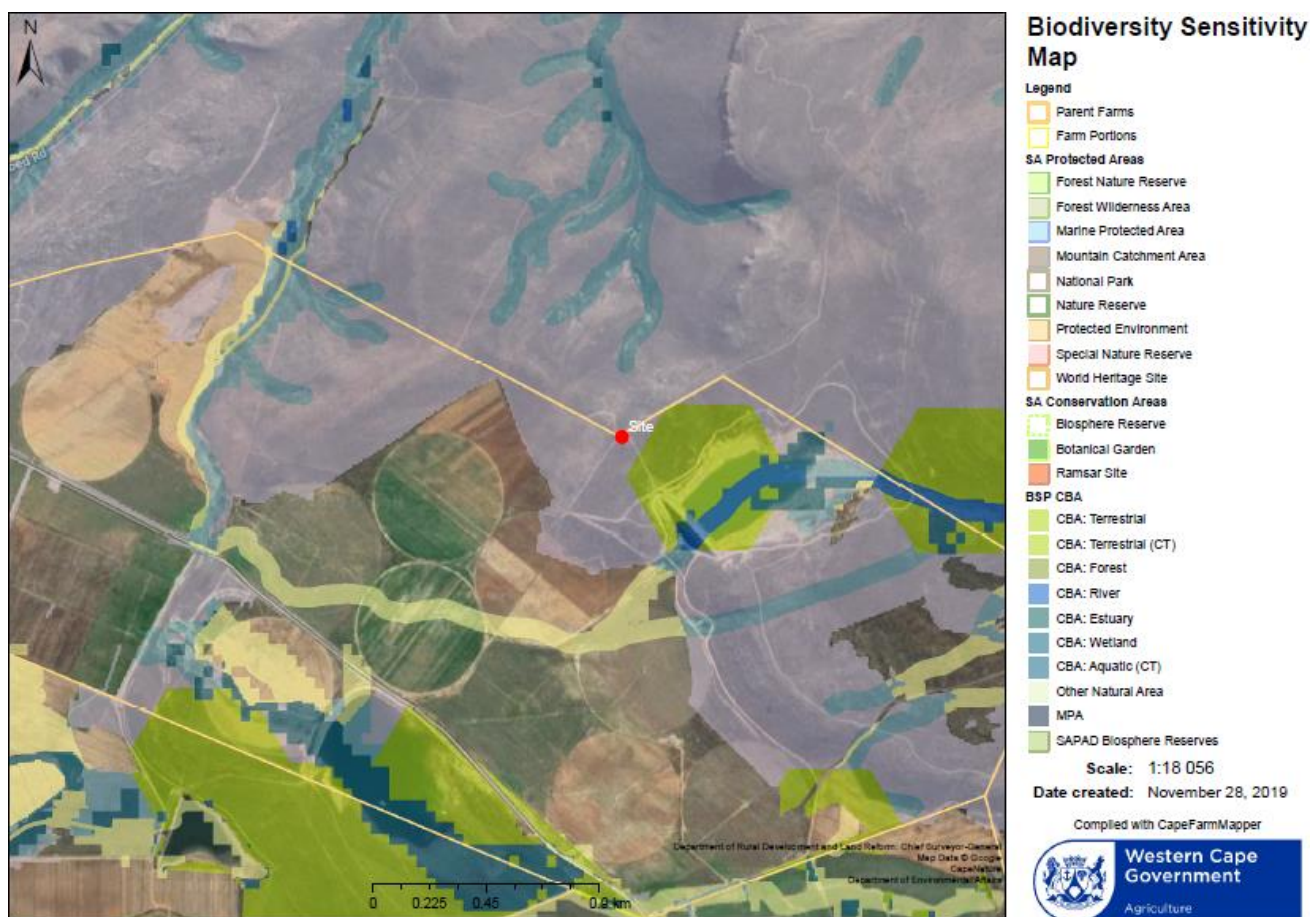 N
oed Rd
Site
Department of Rural Development and Land Reform: Chief Surveyor-General
Map Data © Google
CapeNature
Department of Environmental Affairs
0 0.225 0.45 0.9 km
Biodiversity Sensitivity
Map
Legend
Parent Farms
Farm Portions
SA Protected Areas
Forest Nature Reserve
Forest Wilderness Area
Marine Protected Area
Mountain Catchment Area
National Park
Nature Reserve
Protected Environment
Special Nature Reserve
World Heritage Site
SA Conservation Areas
Biosphere Reserve
Botanical Garden
Ramsar Site
BSP CBA
CBA: Terrestrial
CBA: Terrestrial (CT)
CBA: Forest
CBA: River
CBA: Estuary
CBA: Wetland
CBA: Aquatic (CT)
Other Natural Area
MPA
SAPAD Biosphere Reserves
Scale: 1:18 056
Date created: November 28, 2019
Compiled with CapeFarmMapper
Western Cape
Government
Agriculture